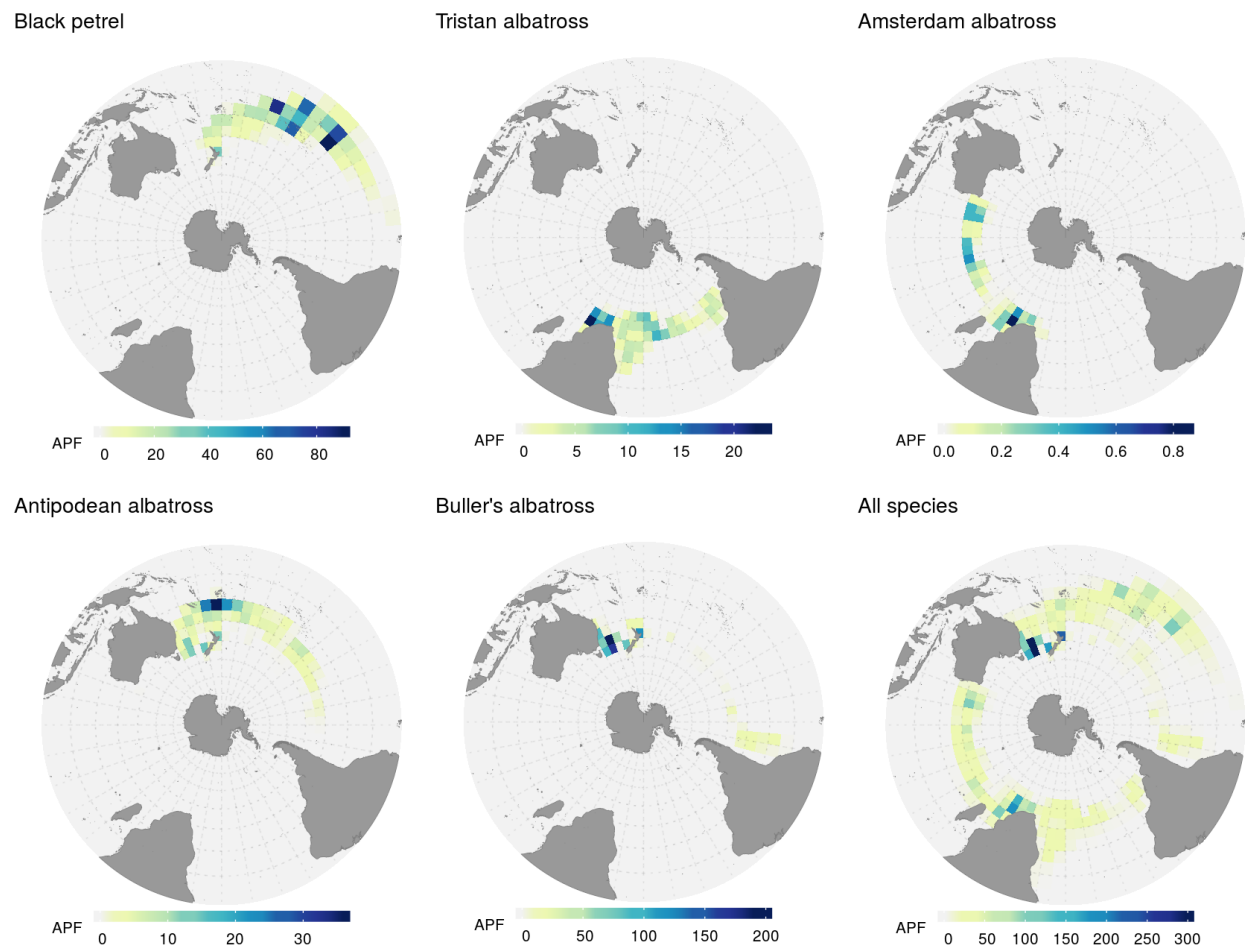 Black petrel
Tristan albatross
Amsterdam albatross
APF
0 20 40 60 80
APF
0 5 10 15 20
APF
0.0 0.2 0.4 0.6 0.8
Antipodean albatross
Buller's albatross
All species
APF
0 10 20 30
APF
0 50 100 150 200
APF
0 50 100 150 200 250 300